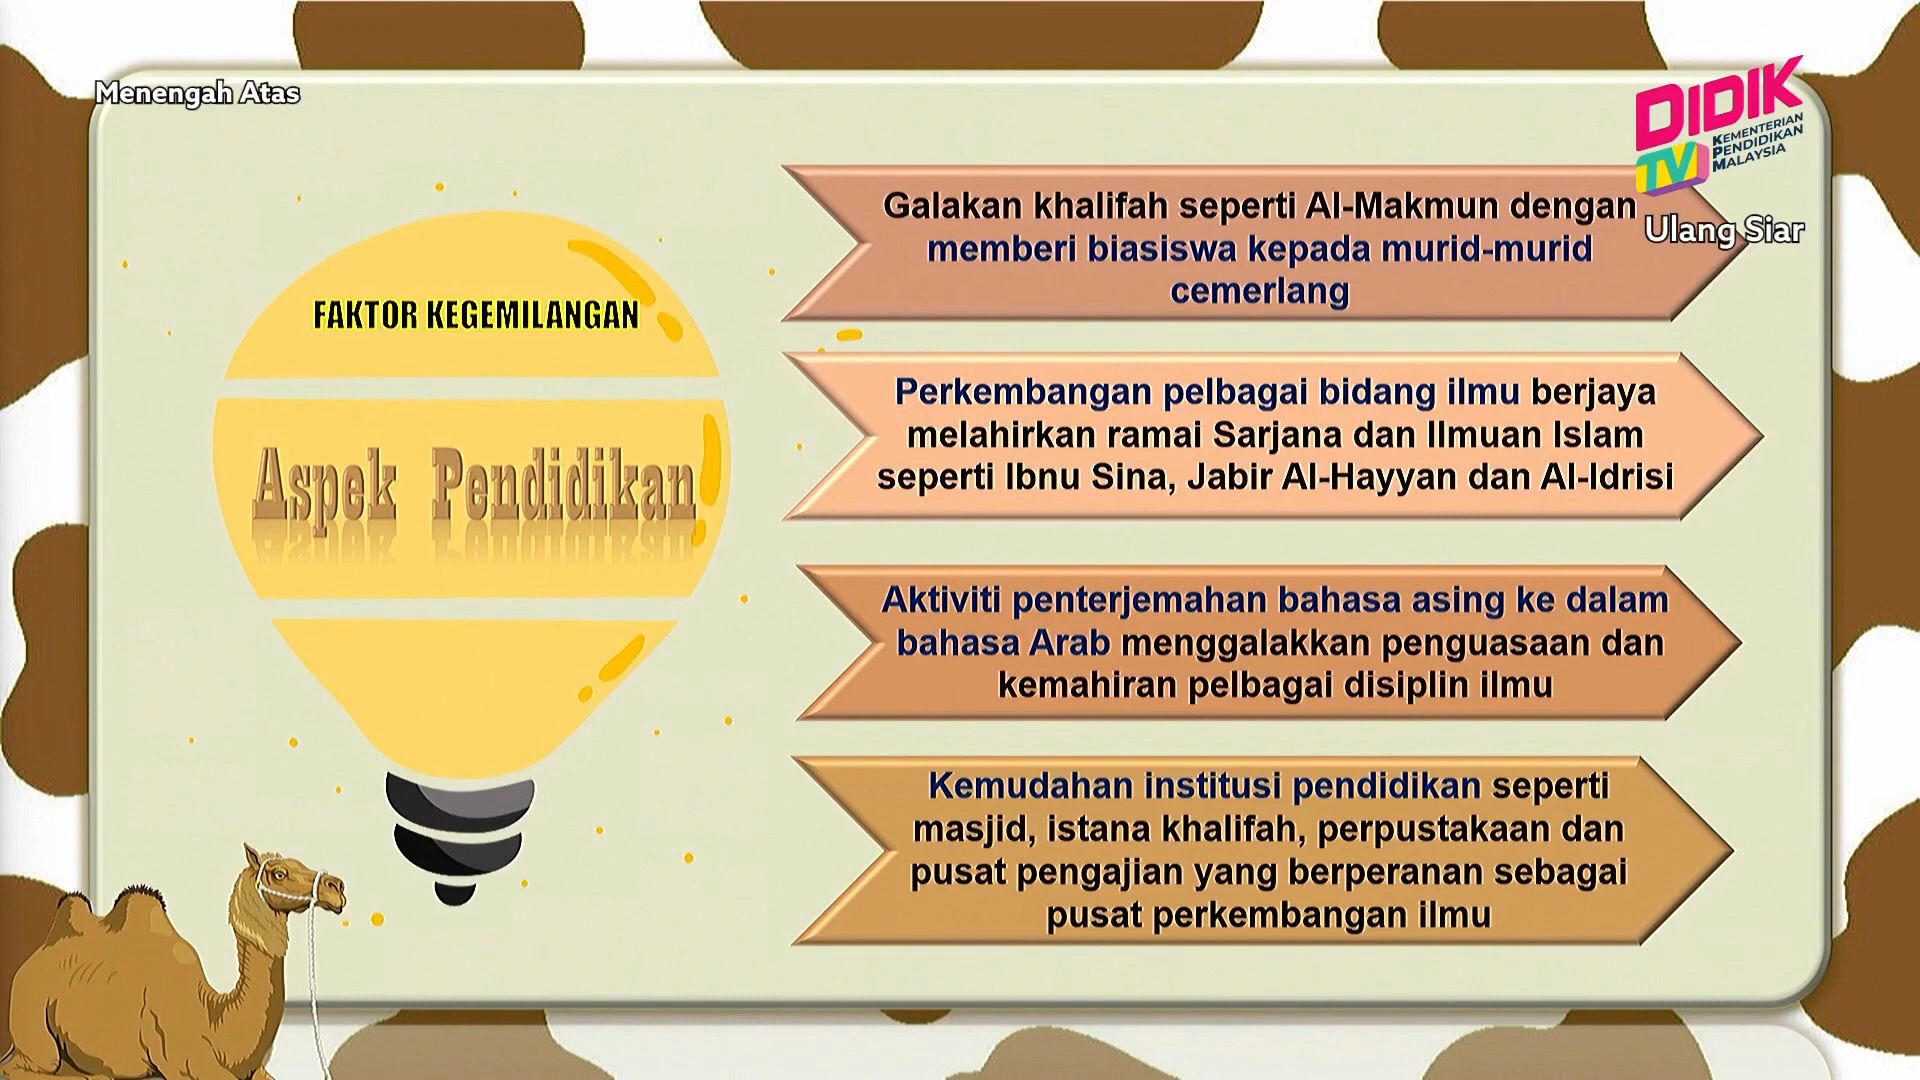 Menengah Atas
DIDIK
TV
KEMENTERIAN
PENDIDIKAN
MALAYSIA
Ulang Siar
FAKTOR KEGEMILANGAN
Aspek Pendidikan
Galakan khalifah seperti Al-Makmun dengan
memberi biasiswa kepada murid-murid
cemerlang
Perkembangan pelbagai bidang ilmu berjaya
melahirkan ramai Sarjana dan Ilmuan Islam
seperti Ibnu Sina, Jabir Al-Hayyan dan Al-Idrisi
Aktiviti penterjemahan bahasa asing ke dalam
bahasa Arab menggalakkan penguasaan dan
kemahiran pelbagai disiplin ilmu
Kemudahan institusi pendidikan seperti
masjid, istana khalifah, perpustakaan dan
pusat pengajian yang berperanan sebagai
pusat perkembangan ilmu